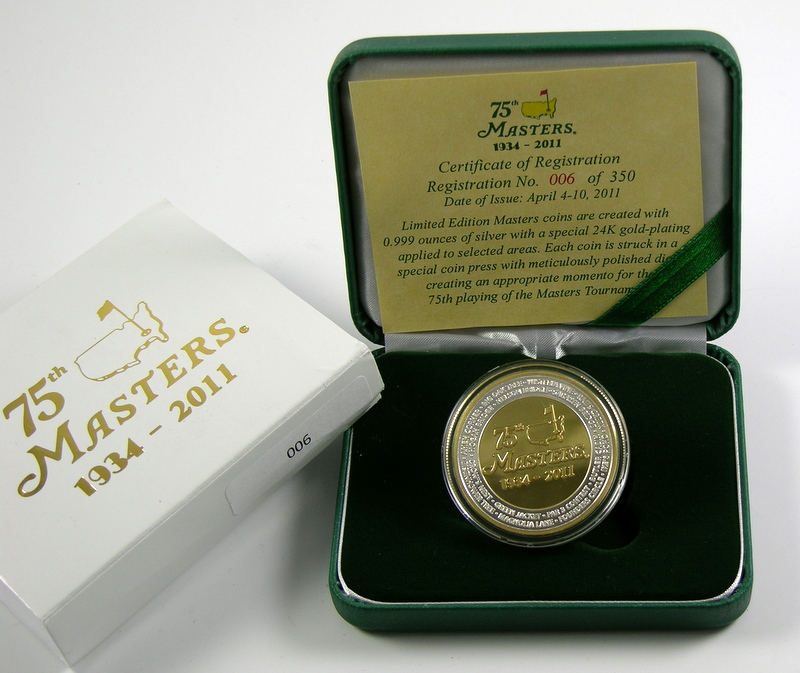 75th
MASTERS
1934 - 2011
006
75th
MASTERS
1934 - 2011
Certificate of Registration
Registration No. 006 of 350
Date of Issue: April 4-10, 2011
Limited Edition Masters coins are created with
0.999 ounces of silver with a special 24K gold-plating
applied to selected areas. Each coin is struck in a
special coin press with meticulously polished
creating an appropriate momento for
75th playing of the Masters
75th
MASTERS
1934 - 2011
GREEN JACKET • PAR 3
MAGNOLIA LANE • FOUNDERS